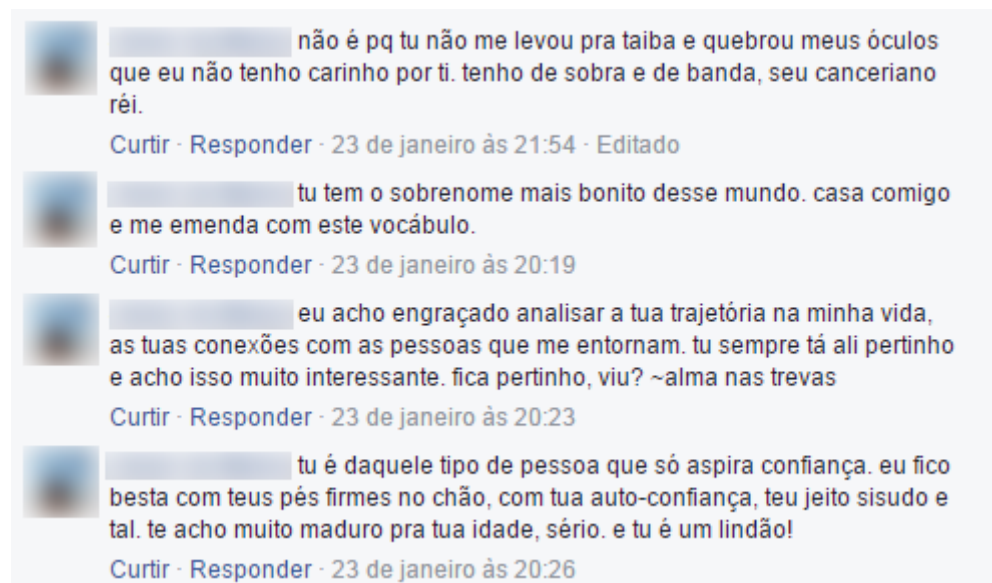 não é pq tu não me levou pra taiba e quebrou meus óculos
que eu não tenho carinho por ti. tenho de sobra e de banda, seu canceriano
réi.
Curtir · Responder · 23 de janeiro às 21:54 · Editado
tu tem o sobrenome mais bonito desse mundo. casa comigo
e me emenda com este vocábulo.
Curtir · Responder · 23 de janeiro às 20:19
eu acho engraçado analisar a tua trajetória na minha vida,
as tuas conexões com as pessoas que me entornam. tu sempre tá ali pertinho
e acho isso muito interessante. fica pertinho, viu? ~alma nas trevas
Curtir · Responder · 23 de janeiro às 20:23
tu é daquele tipo de pessoa que só aspira confiança. eu fico
besta com teus pés firmes no chão, com tua auto-confiança, teu jeito sisudo e
tal. te acho muito maduro pra tua idade, sério. e tu é um lindão!
Curtir · Responder · 23 de janeiro às 20:26